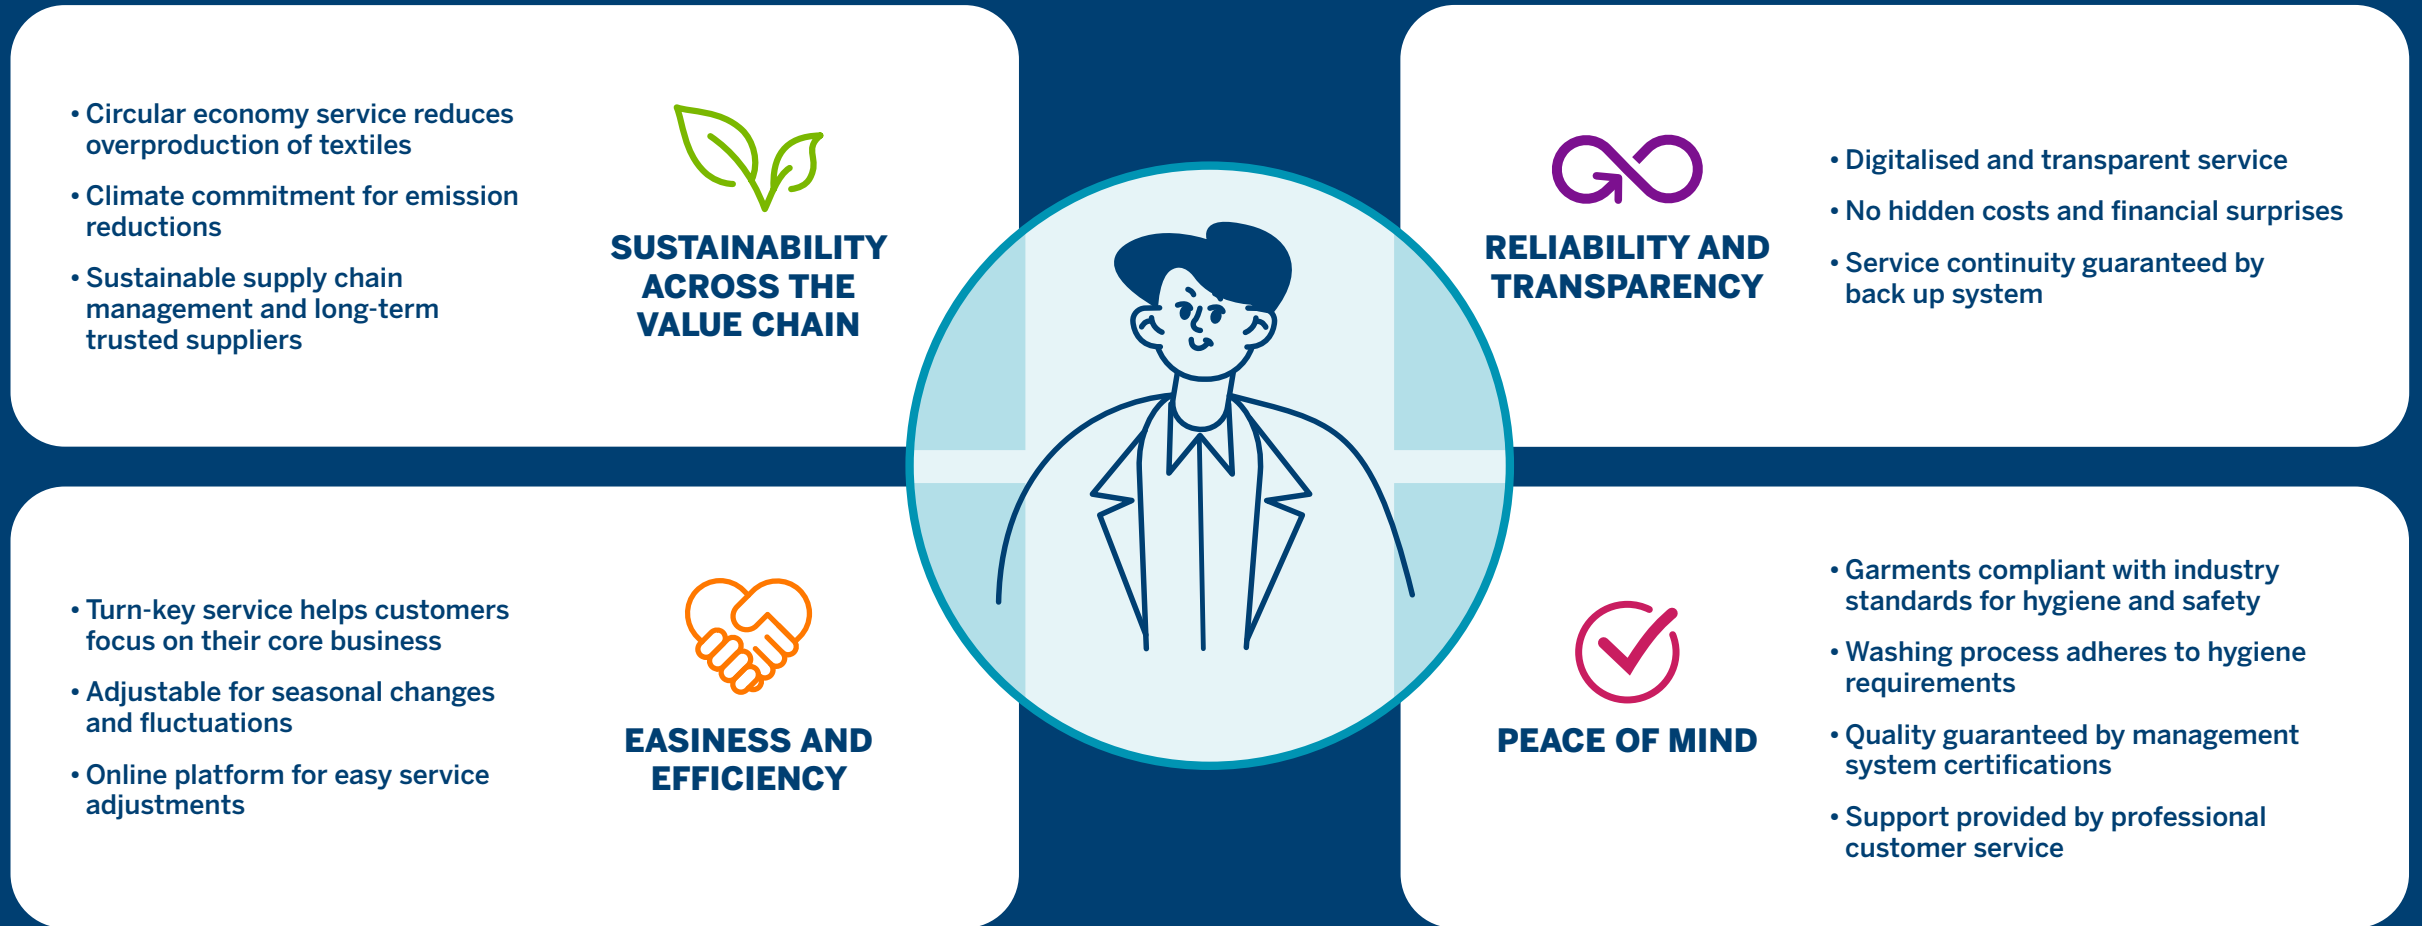 • Circular economy service reduces
overproduction of textiles
• Climate commitment for emission
reductions
• Sustainable supply chain
management and long-term
trusted suppliers
SUSTAINABILITY
ACROSS THE
VALUE CHAIN
RELIABILITY AND
TRANSPARENCY
• Digitalised and transparent service
• No hidden costs and financial surprises
• Service continuity guaranteed by
back up system
• Turn-key service helps customers
focus on their core business
• Adjustable for seasonal changes
and fluctuations
• Online platform for easy service
adjustments
EASINESS AND
EFFICIENCY
PEACE OF MIND
• Garments compliant with industry
standards for hygiene and safety
• Washing process adheres to hygiene
requirements
• Quality guaranteed by management
system certifications
• Support provided by professional
customer service